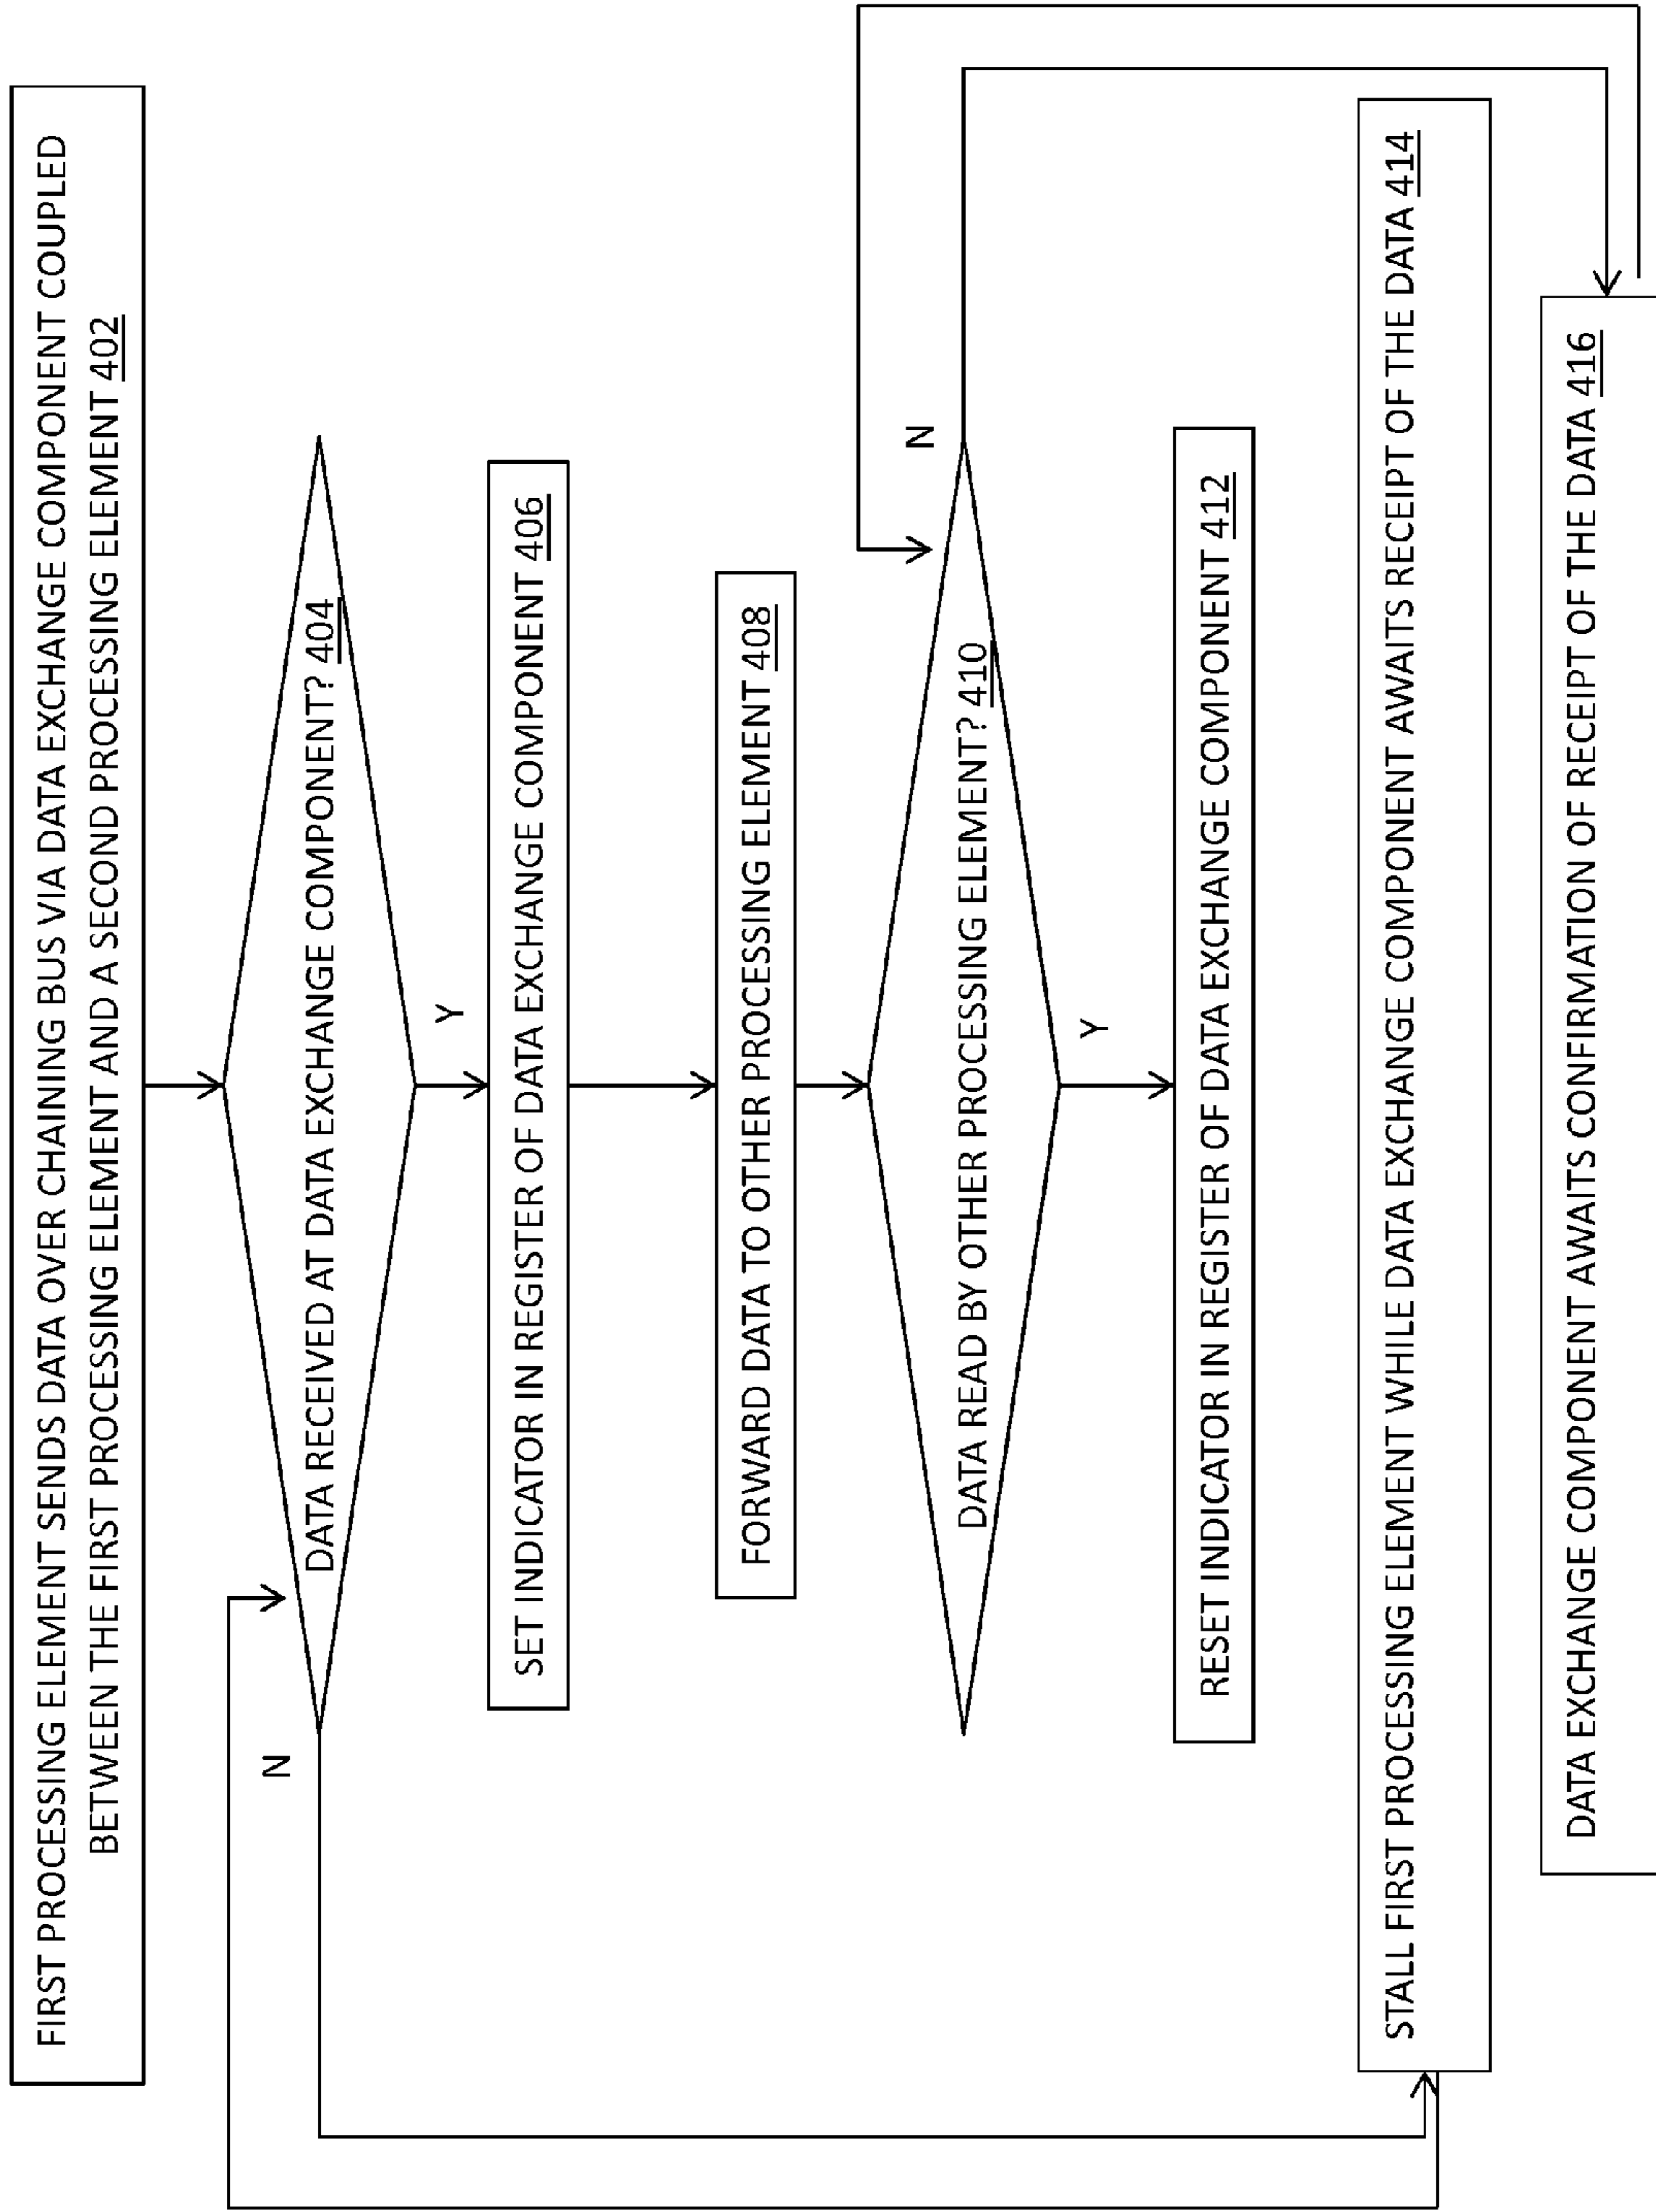 FIRST PROCESSING ELEMENT SENDS DATA OVER CHAINING BUS VIA DATA EXCHANGE COMPONENT COUPLED
BETWEEN THE FIRST PROCESSING ELEMENT AND A SECOND PROCESSING ELEMENT 402
N
DATA RECEIVED AT DATA EXCHANGE COMPONENT? 404
Y
SET INDICATOR IN REGISTER OF DATA EXCHANGE COMPONENT 406
FORWARD DATA TO OTHER PROCESSING ELEMENT 408
N
DATA READ BY OTHER PROCESSING ELEMENT? 410
Y
RESET INDICATOR IN REGISTER OF DATA EXCHANGE COMPONENT 412
STALL FIRST PROCESSING ELEMENT WHILE DATA EXCHANGE COMPONENT AWAITS RECEIPT OF THE DATA 414
DATA EXCHANGE COMPONENT AWAITS CONFIRMATION OF RECEIPT OF THE DATA 416